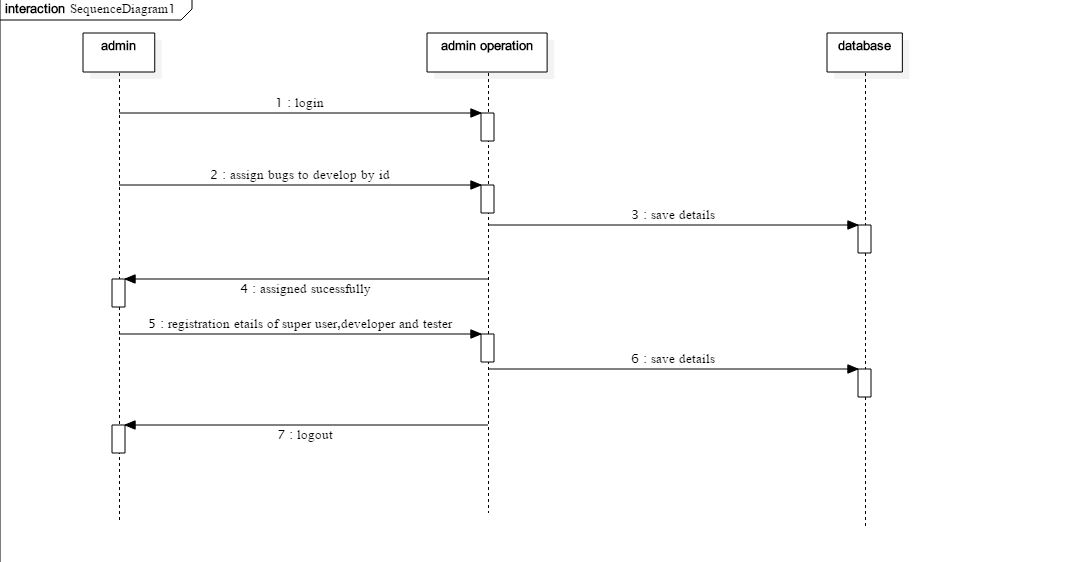 interaction SequenceDiagram1
admin
admin operation
database
1 : login
2 : assign bugs to develop by id
3 : save details
4 : assigned sucessfully
5 : registration etails of super user,developer and tester
6 : save details
7 : logout